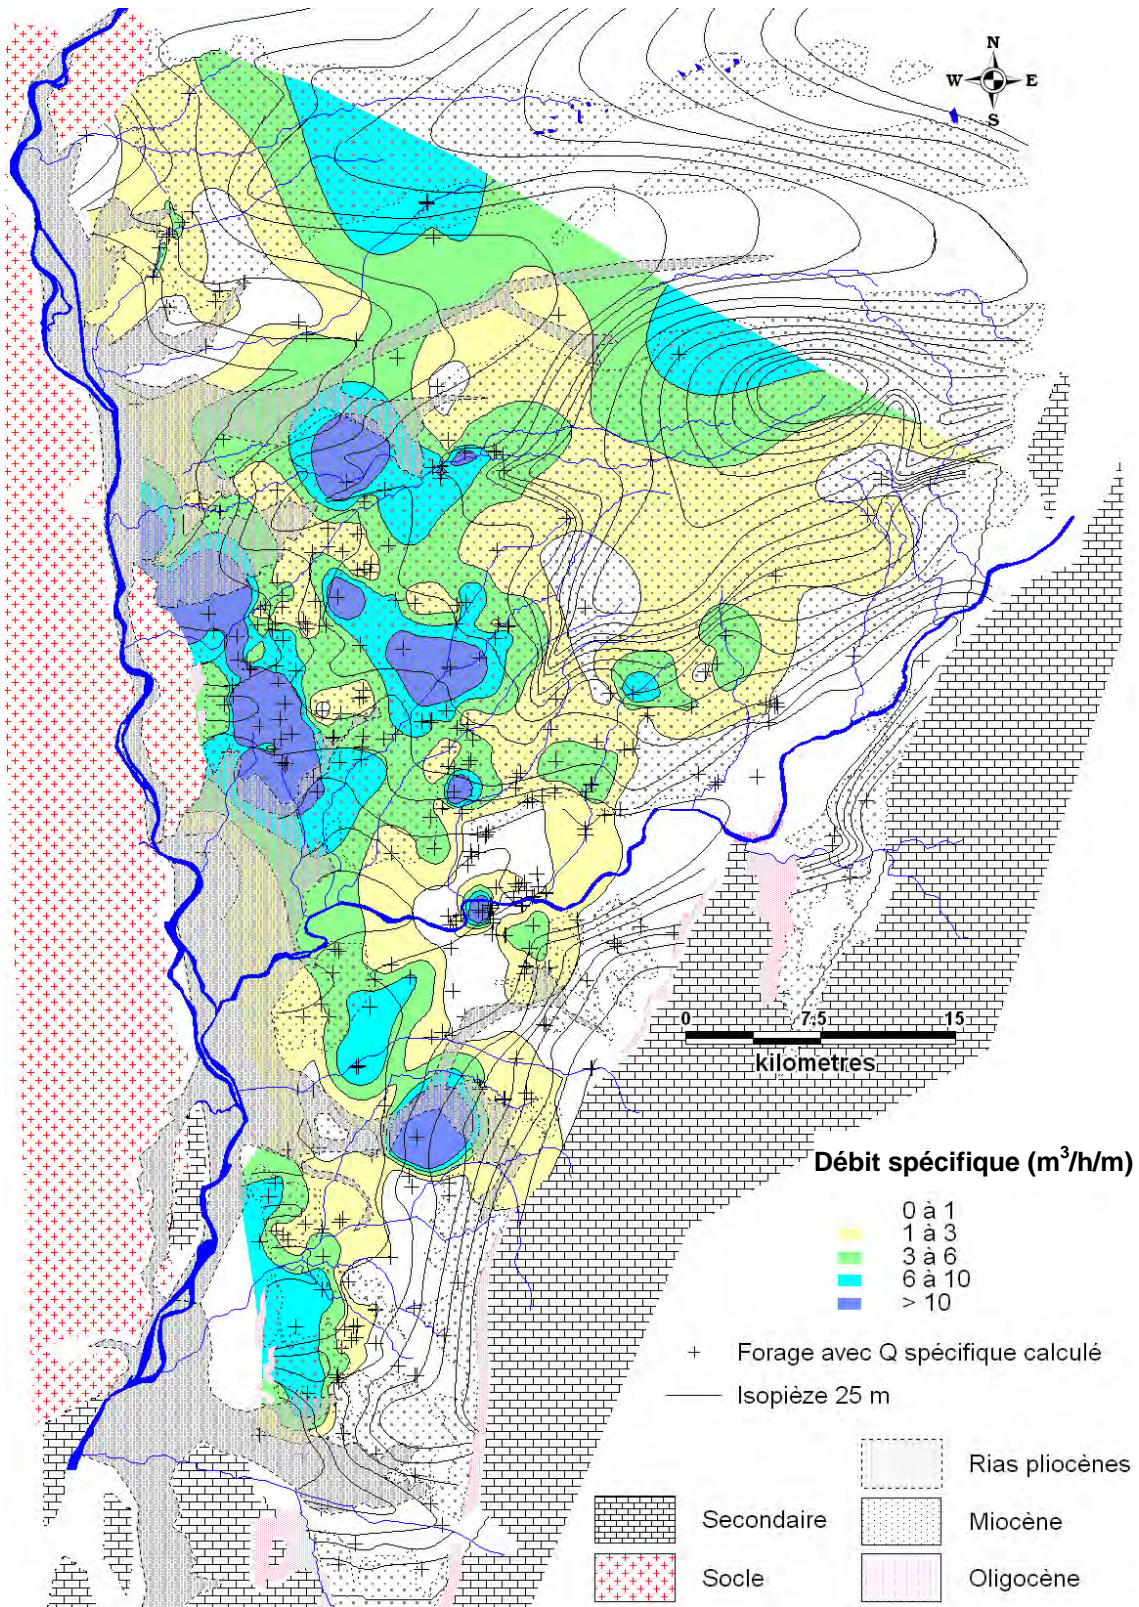 N
W E
S
0 7.5 15
kilometres
Débit spécifique (m³/h/m)
0 à 1
1 à 3
3 à 6
6 à 10
> 10
+ Forage avec Q spécifique calculé
Isopièze 25 m
Rias pliocènes
Secondaire
Miocène
Socle
Oligocène